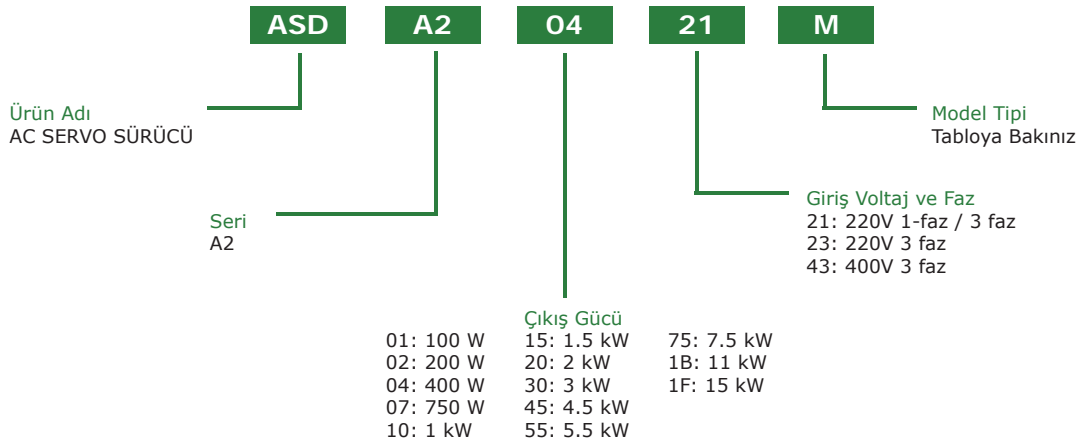 ASD A2 04 21 M
Ürün Adı
AC SERVO SÜRÜCÜ
Model Tipi
Tabloya Bakınız
Seri
A2
Giriş Voltaj ve Faz
21: 220V 1-faz / 3 faz
23: 220V 3 faz
43: 400V 3 faz
Çıkış Gücü
01: 100 W 15: 1.5 kW 75: 7.5 kW
02: 200 W 20: 2 kW 1B: 11 kW
04: 400 W 30: 3 kW 1F: 15 kW
07: 750 W 45: 4.5 kW
10: 1 kW 55: 5.5 kW